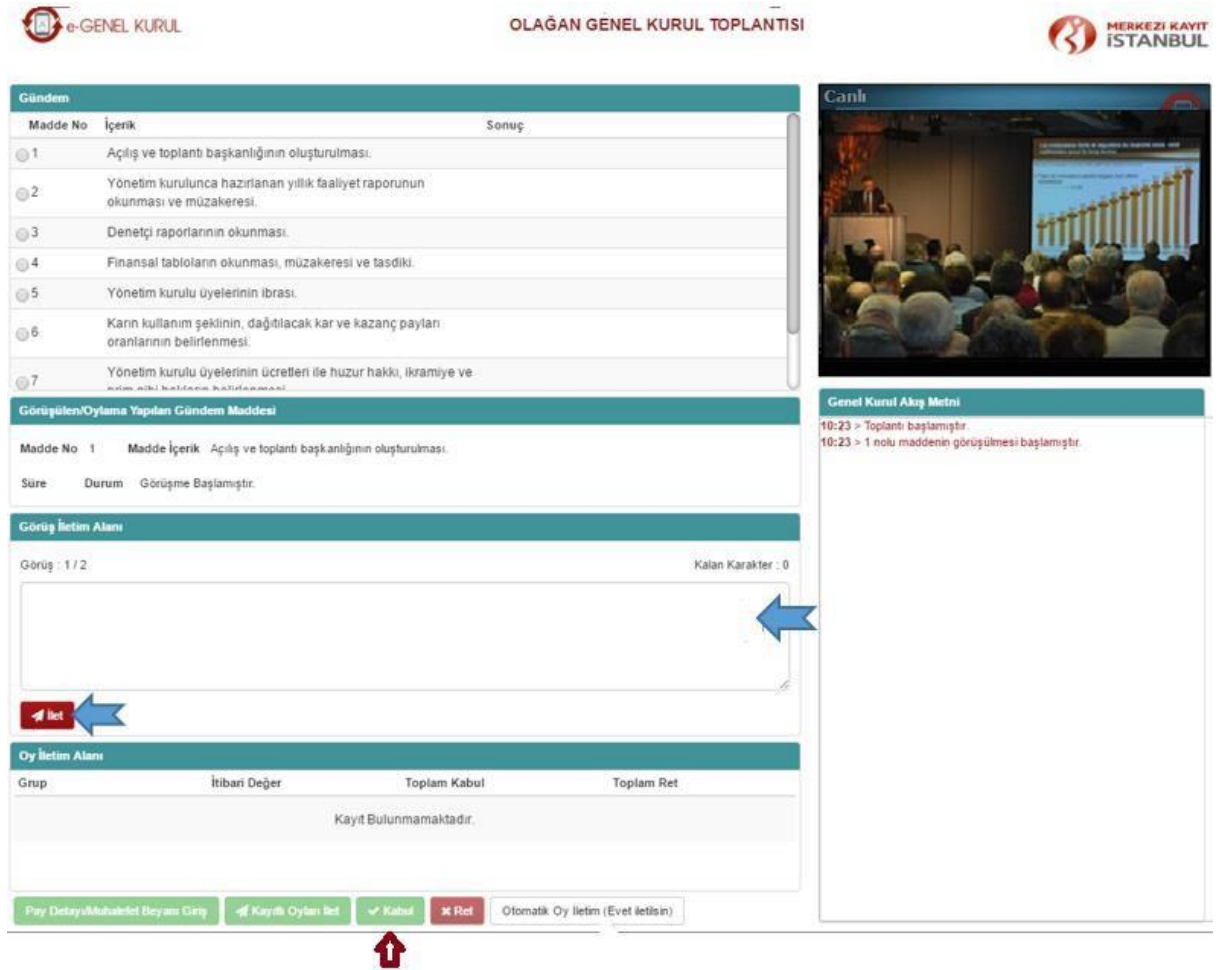 e-GENEL KURUL
OLAĞAN GENEL KURUL TOPLANTISI
MERKEZİ KAYIT
İSTANBUL
Gündem
Madde No İçerik Sonuç
1 Açılış ve toplantı başkanlığının oluşturulması.
2 Yönetim kurulunca hazırlanan yıllık faaliyet raporunun
okunması ve müzakeresi.
3 Denetçi raporlarının okunması.
4 Finansal tabloların okunması, müzakeresi ve tasdiki.
5 Yönetim kurulu üyelerinin ibrası.
6 Karın kullanım şeklinin, dağıtılacak kar ve kazanç payları
oranlarının belirlenmesi.
7 Yönetim kurulu üyelerinin ücretleri ile huzur hakkı, ikramiye ve
prim gibi hakların belirlenmesi
Görüşülen/Oylama Yapılan Gündem Maddesi
Madde No 1 Madde İçerik Açılış ve toplantı başkanlığının oluşturulması.
Süre Durum Görüşme Başlamıştır.
Görüş İletim Alanı
Görüş : 1 / 2 Kalan Karakter : 0
İlet
Oy İletim Alanı
Grup İtibari Değer Toplam Kabul Toplam Ret
Kayıt Bulunmamaktadır.
Pay Detayı/Muhalefet Beyanı Giriş Kayıtlı Oyları İlet Kabul Ret Otomatik Oy İletim (Evet iletilsin)
Canlı
Genel Kurul Akış Metni
10:23 > Toplantı başlamıştır.
10:23 > 1 nolu maddenin görüşülmesi başlamıştır.